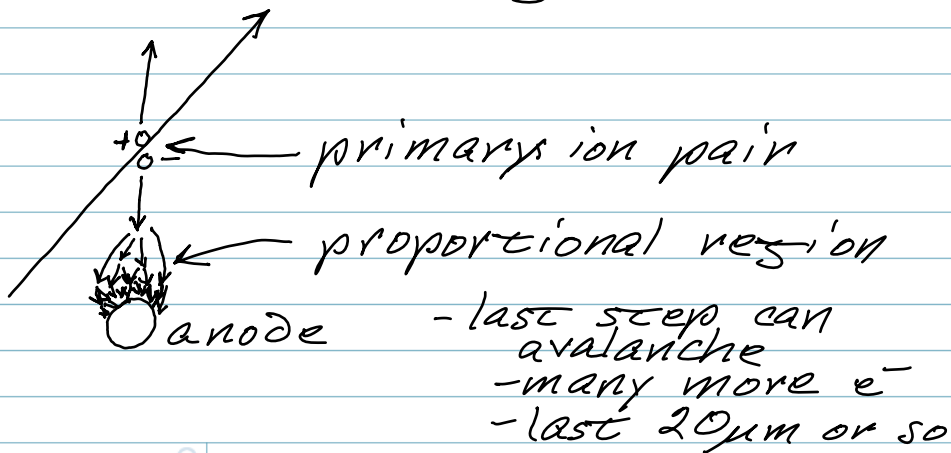 +
-
primarys ion pair
proportional region
anode
- last step can
avalanche
- many more e⁻
- last 20μm or so